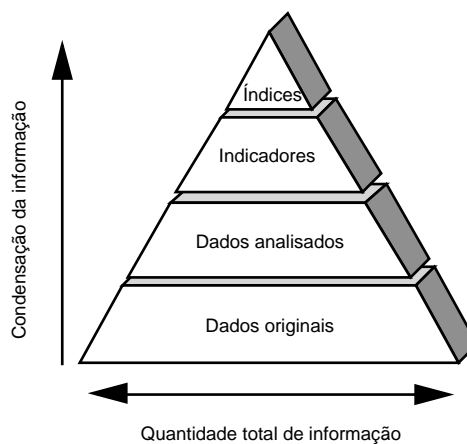 Condensação da informação
Índices
Indicadores
Dados analisados
Dados originais
Quantidade total de informação